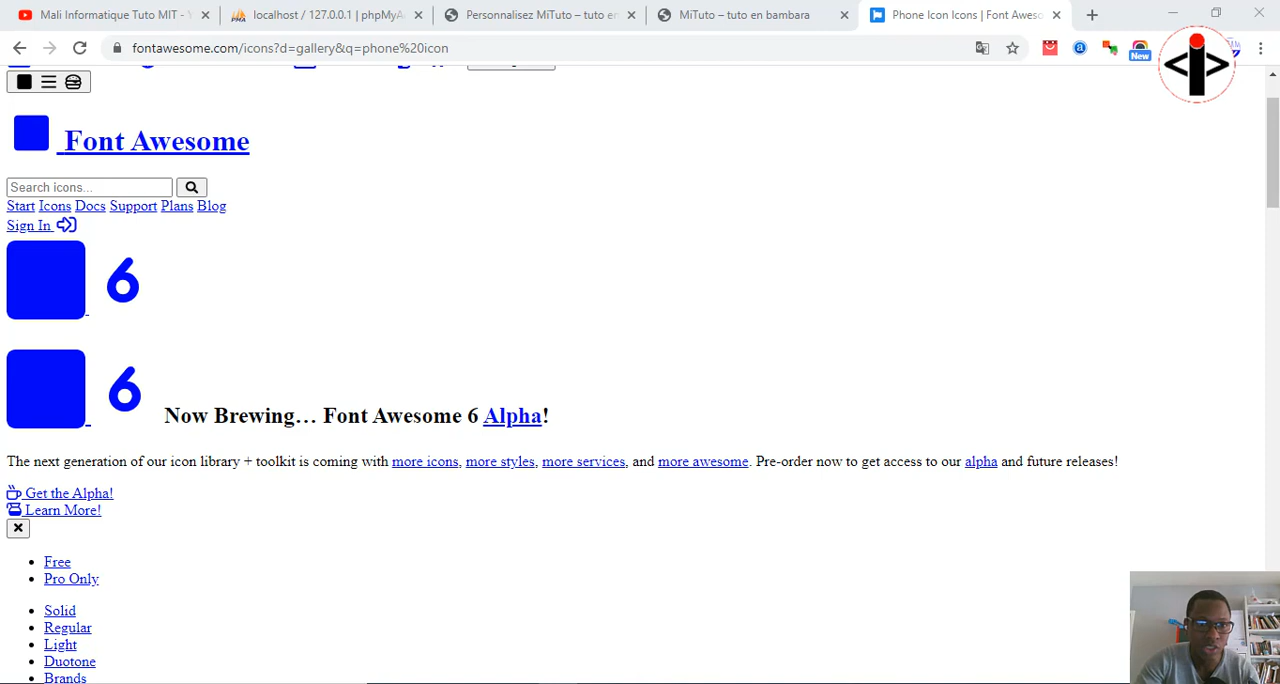 Mali Informatique Tuto MIT - Y
localhost / 127.0.0.1 | phpMyA
Personnalisez MiTuto – tuto en
MiTuto – tuto en bambara
Phone Icon Icons | Font Aweso
fontawesome.com/icons?d=gallery&q=phone%20icon
New
Font Awesome
Search icons...
Start Icons Docs Support Plans Blog
Sign In
6
6
Now Brewing… Font Awesome 6 Alpha!
The next generation of our icon library + toolkit is coming with more icons, more styles, more services, and more awesome. Pre-order now to get access to our alpha and future releases!
Get the Alpha!
Learn More!
Free
Pro Only
Solid
Regular
Light
Duotone
Brands